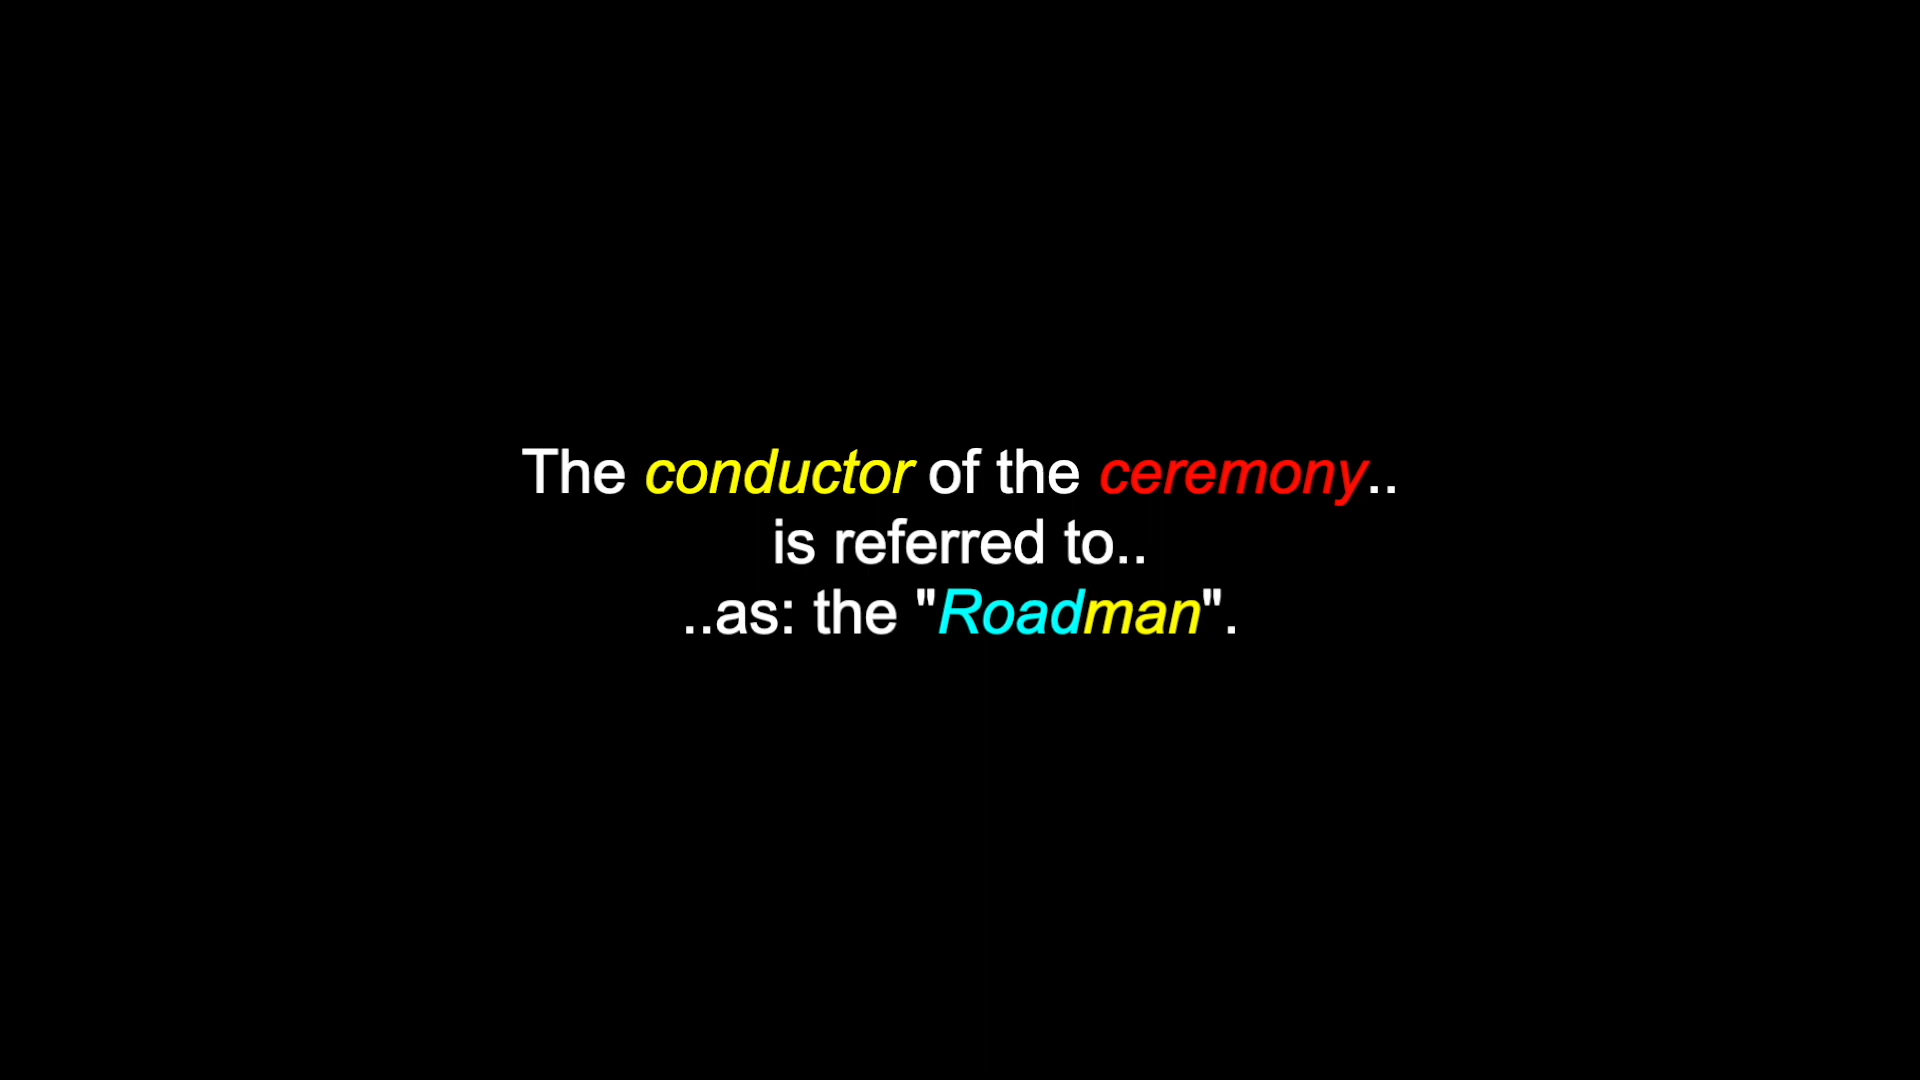 The conductor of the ceremony..
is referred to..
..as: the "Roadman".